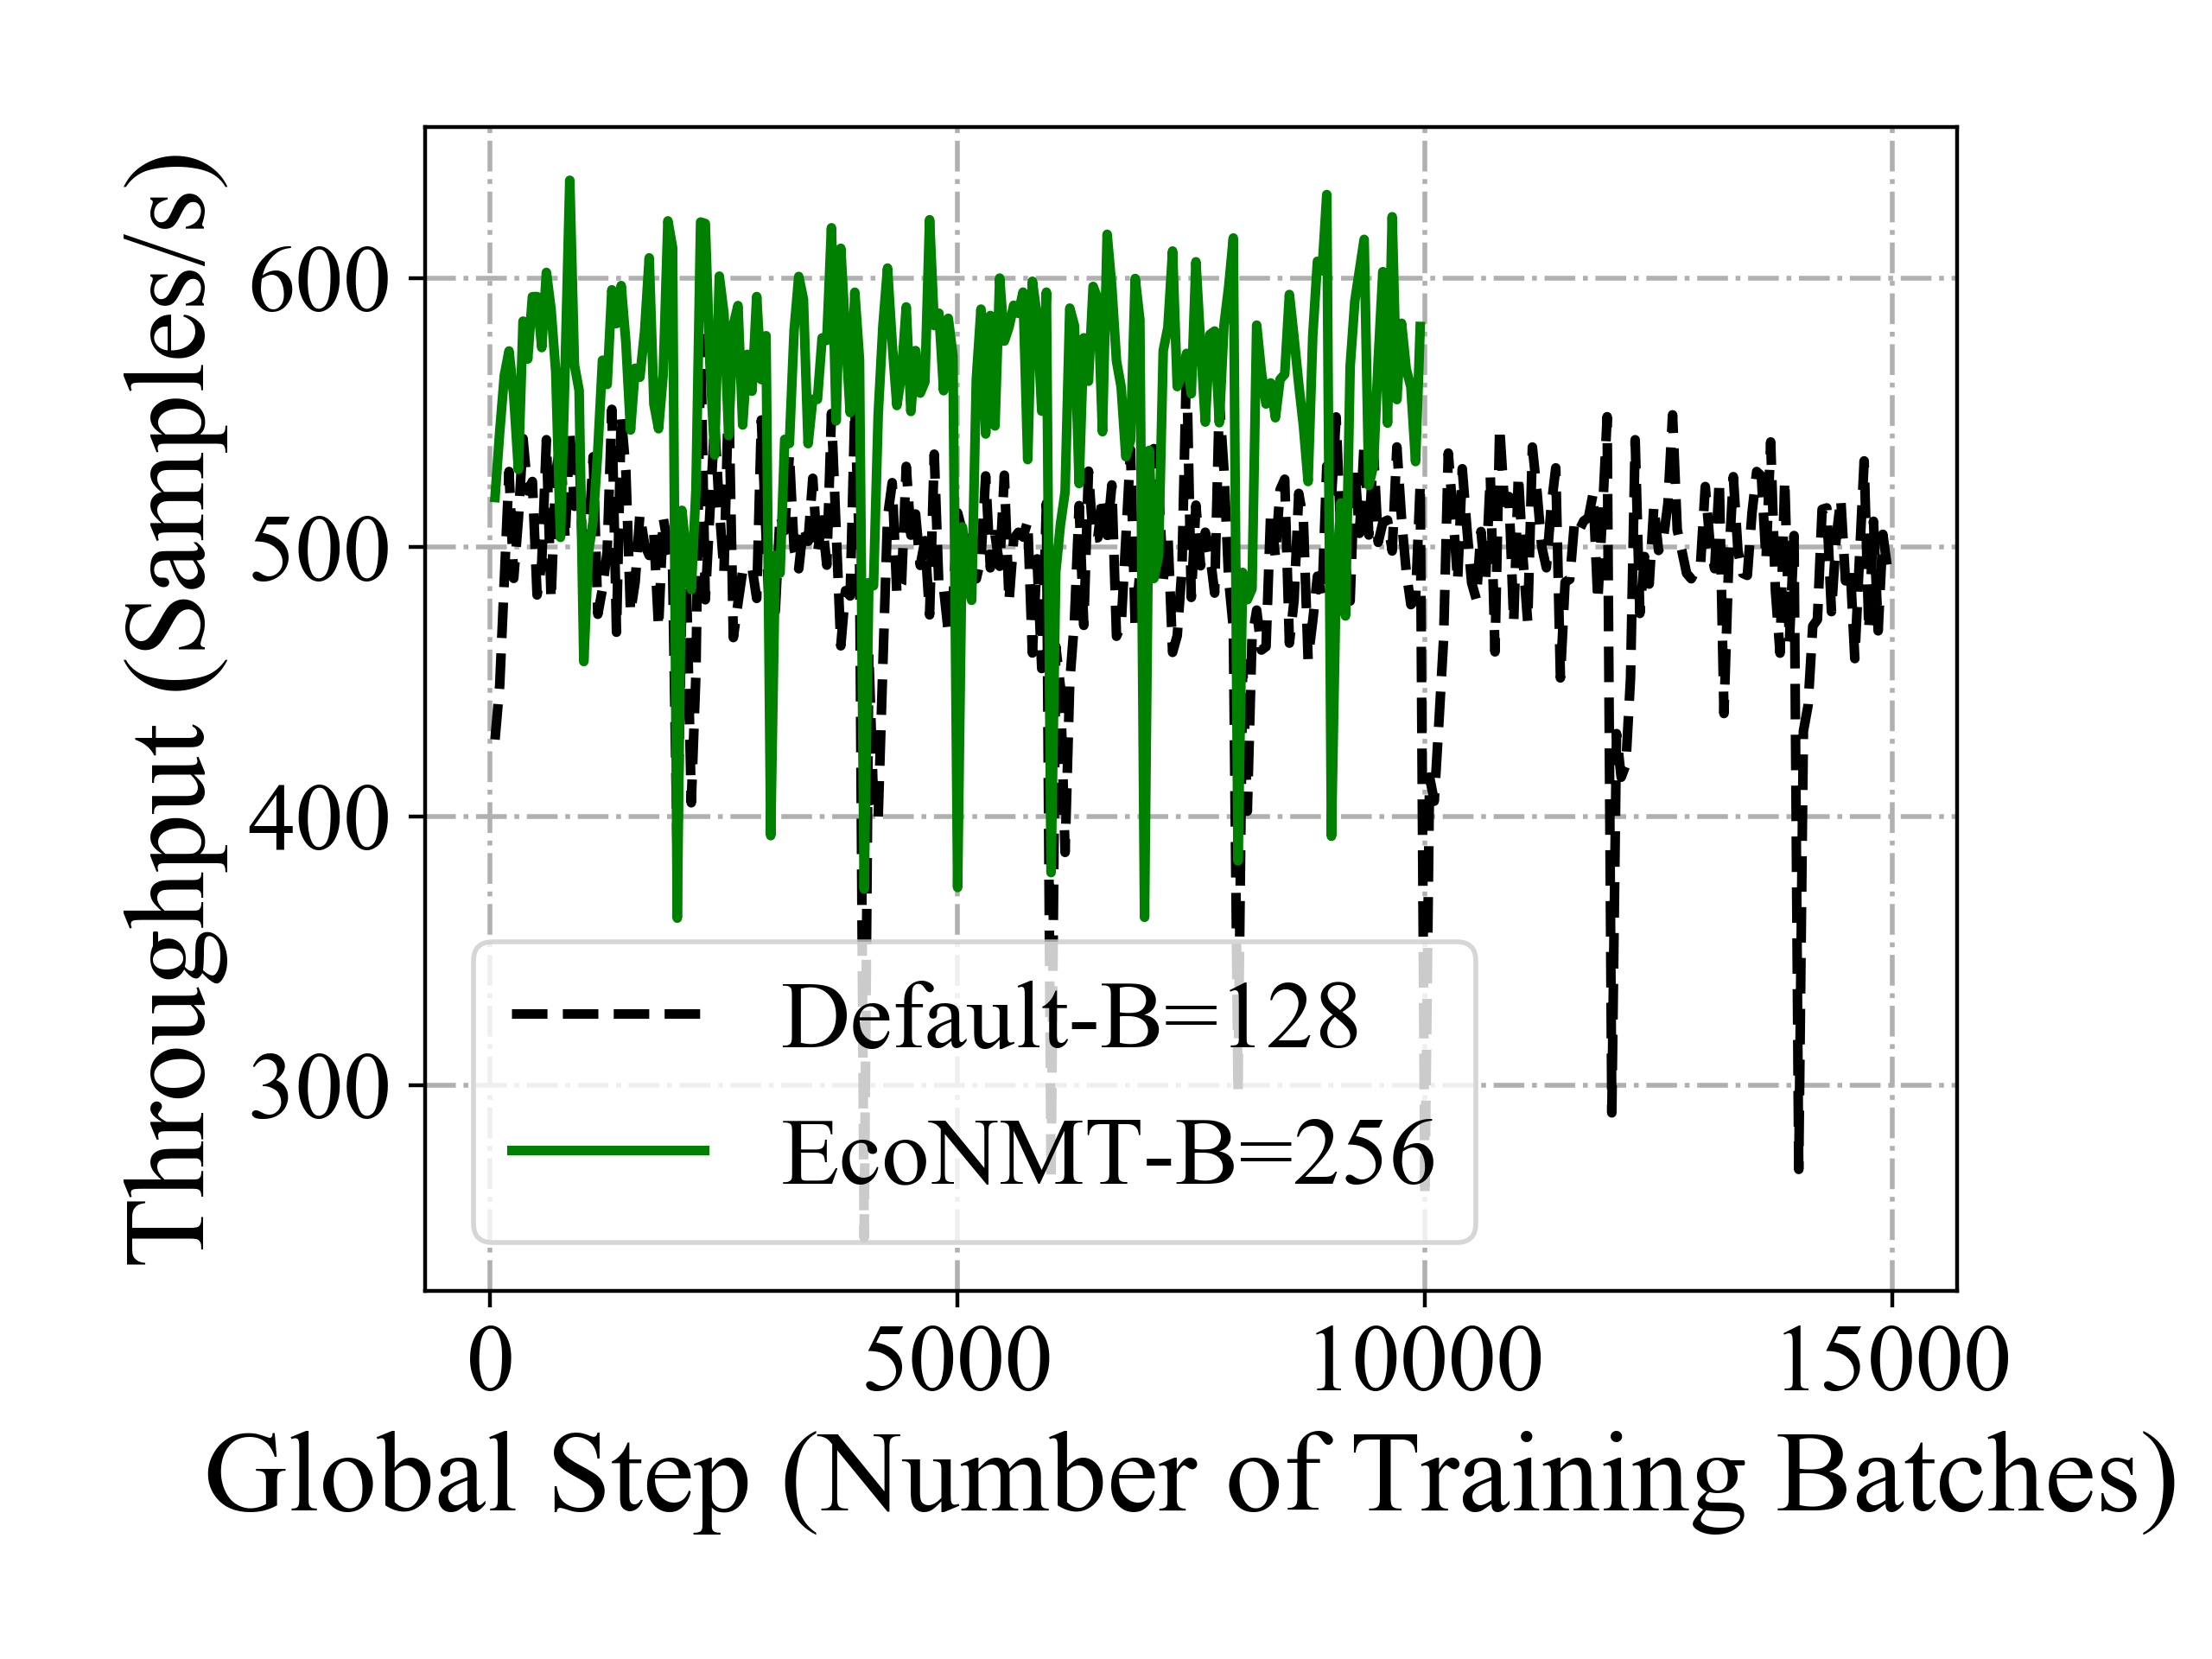 Throughput (Samples/s)
600
500
400
300
Default-B=128
EcoNMT-B=256
0 5000 10000 15000
Global Step (Number of Training Batches)